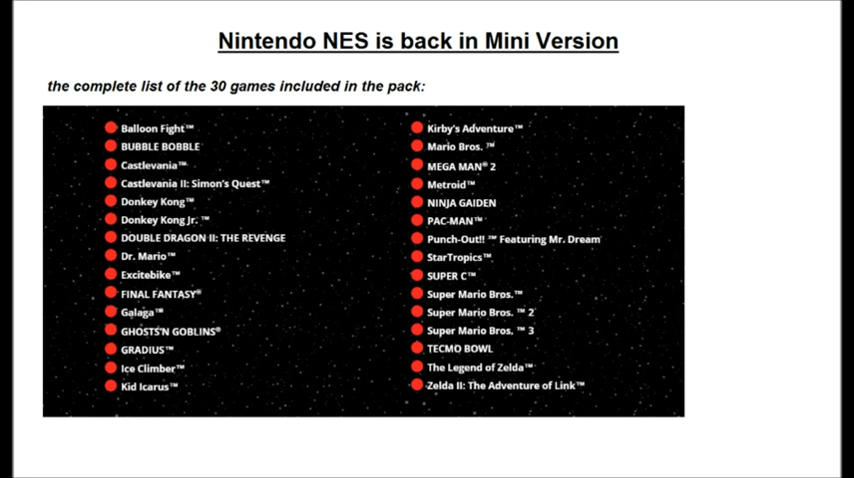 Nintendo NES is back in Mini Version
the complete list of the 30 games included in the pack:
Balloon Fight™
BUBBLE BOBBLE
Castlevania™
Castlevania II: Simon's Quest™
Donkey Kong™
Donkey Kong Jr. ™
DOUBLE DRAGON II: THE REVENGE
Dr. Mario™
Excitebike™
FINAL FANTASY®
Galaga™
GHOSTS'N GOBLINS®
GRADIUS™
Ice Climber™
Kid Icarus™
Kirby's Adventure™
Mario Bros. ™
MEGA MAN® 2
Metroid™
NINJA GAIDEN
PAC-MAN™
Punch-Out!! ™ Featuring Mr. Dream
StarTropics™
SUPER C™
Super Mario Bros.™
Super Mario Bros. ™ 2
Super Mario Bros. ™ 3
TECMO BOWL
The Legend of Zelda™
Zelda II: The Adventure of Link™